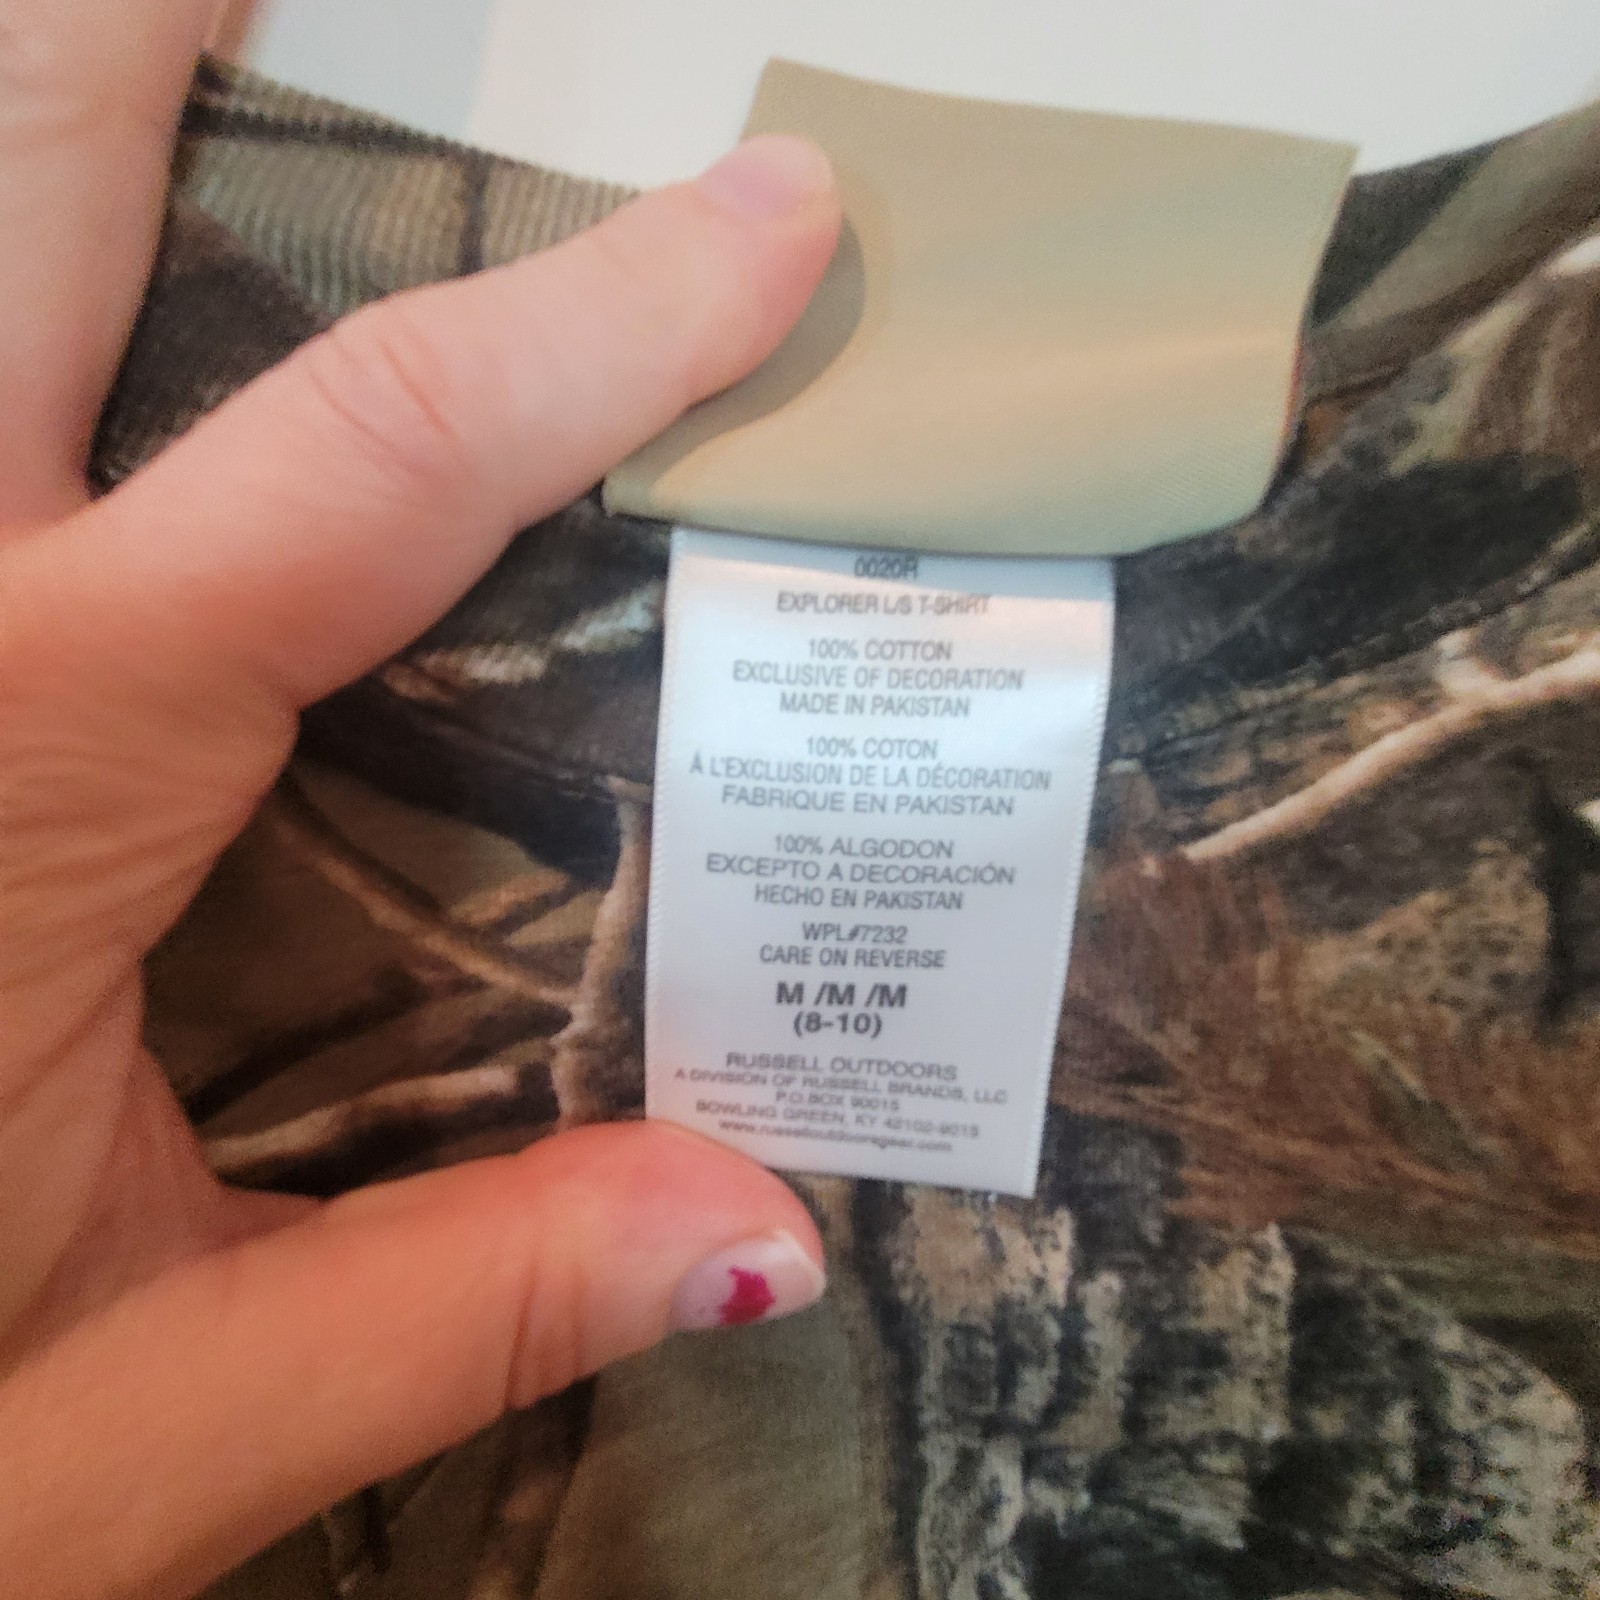 0020R
EXPLORER L/S T-SHIRT
100% COTTON
EXCLUSIVE OF DECORATION
MADE IN PAKISTAN
100% COTON
À L'EXCLUSION DE LA DÉCORATION
FABRIQUE EN PAKISTAN
100% ALGODON
EXCEPTO A DECORACIÓN
HECHO EN PAKISTAN
WPL#7232
CARE ON REVERSE
M /M /M
(8-10)
RUSSELL OUTDOORS
A DIVISION OF RUSSELL BRANDS, LLC
P.O. BOX 90015
BOWLING GREEN, KY 42102-9015
www.russelloutdoorsgear.com